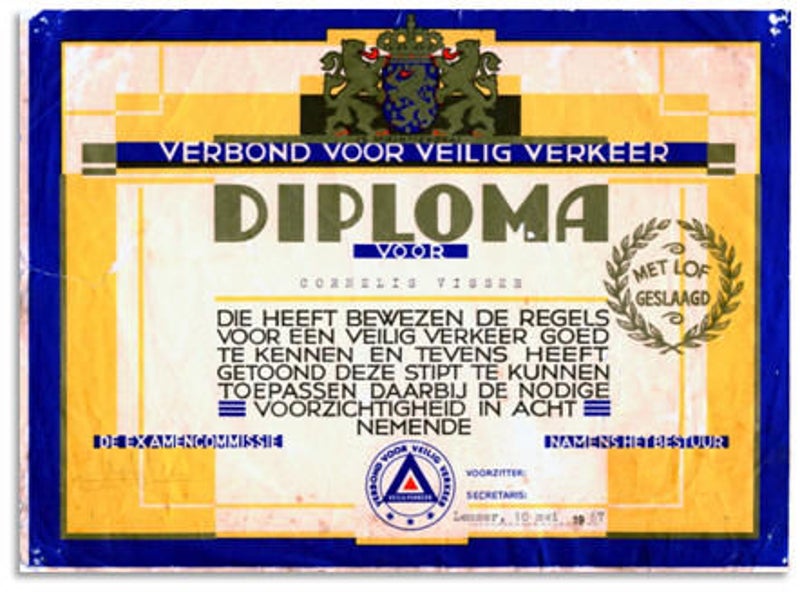 VERBOND VOOR VEILIG VERKEER
DIPLOMA
VOOR
CORNELIS VISSER
MET LOF
GESLAAGD
DIE HEEFT BEWEZEN DE REGELS
VOOR EEN VEILIG VERKEER GOED
TE KENNEN EN TEVENS HEEFT
GETOOND DEZE STIPT TE KUNNEN
TOEPASSEN DAARBIJ DE NODIGE
VOORZICHTIGHEID IN ACHT
NEMENDE
DE EXAMENCOMMISSIE
NAMENS HET BESTUUR
VERBOND VOOR VEILIG VERKEER
VEILIG VERKEER
VOORZITTER:
SECRETARIS:
10 mei 19